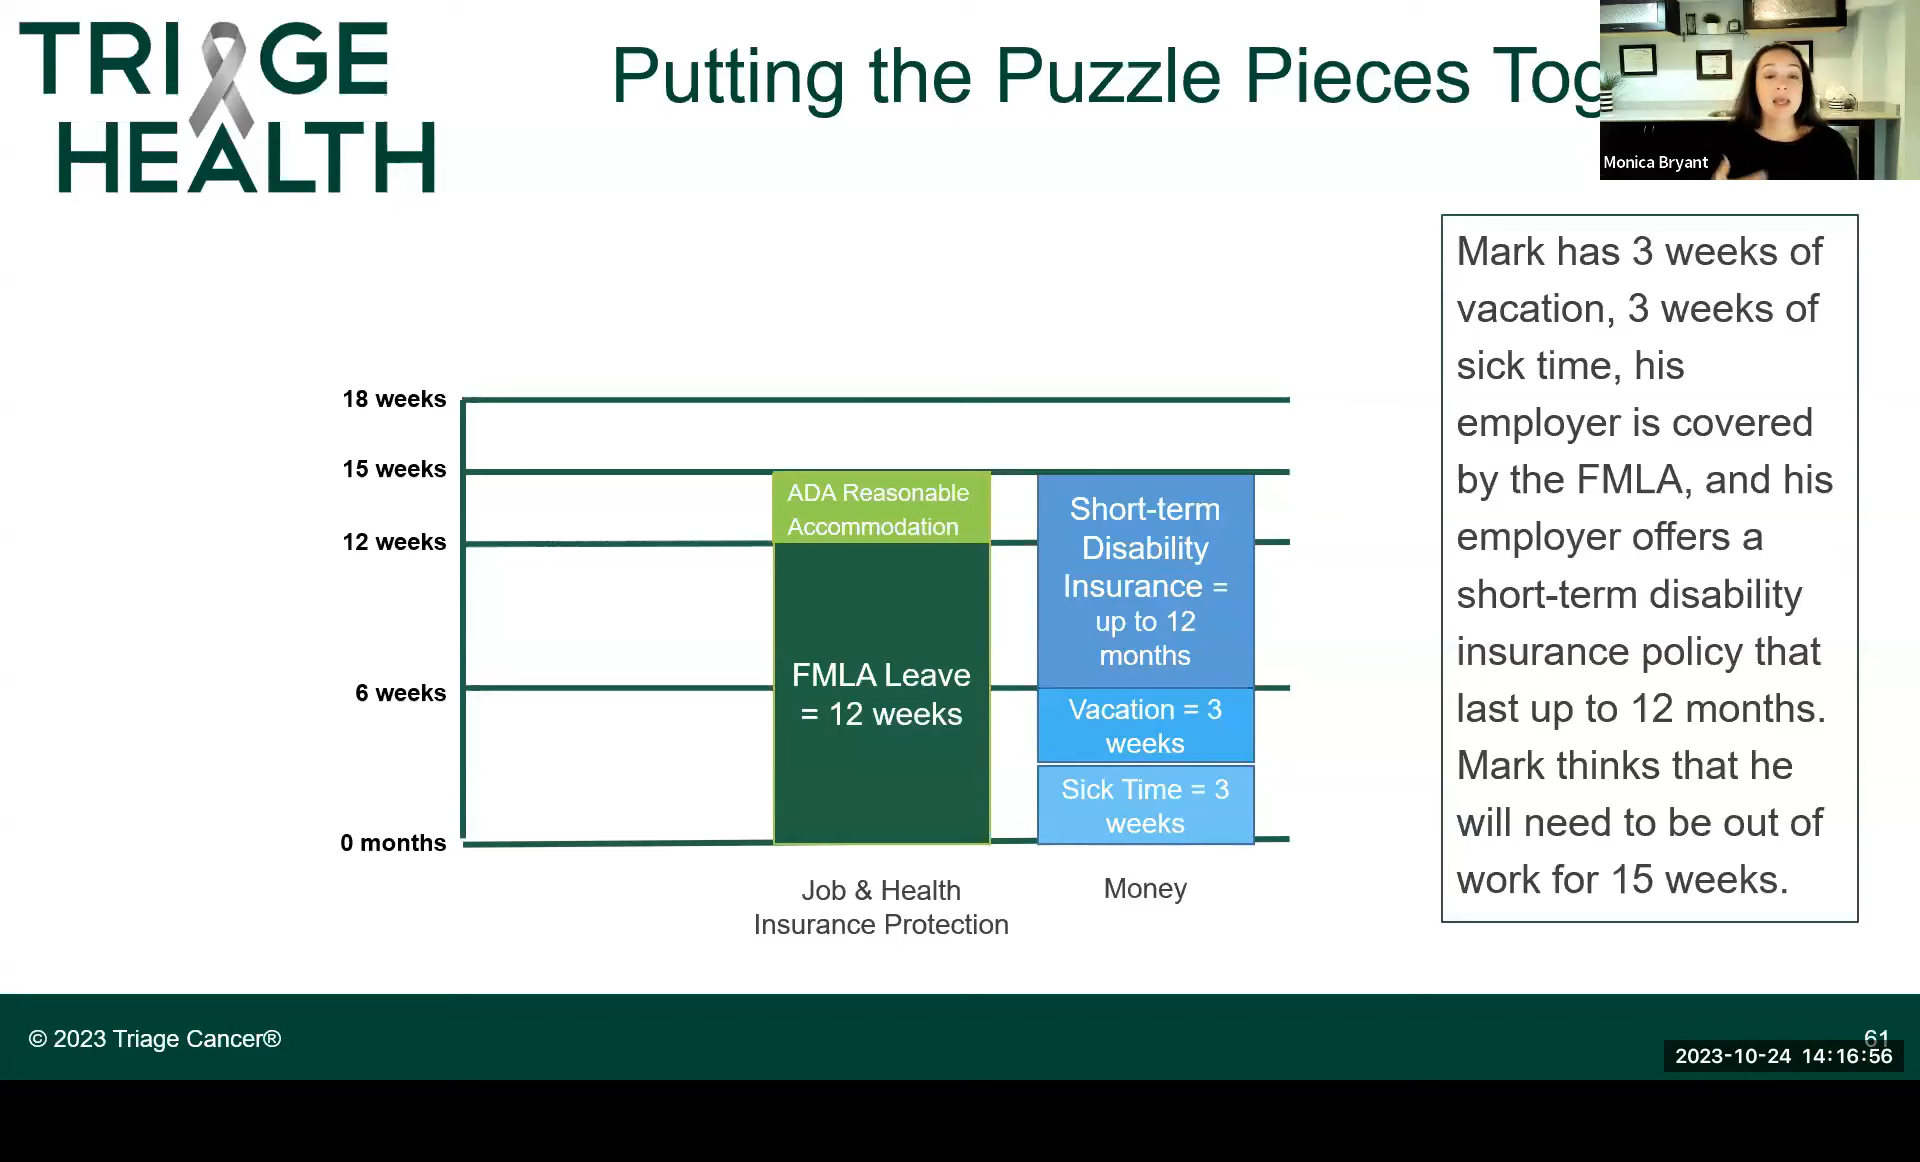 TRIAGE
HEALTH
Putting the Puzzle Pieces Tog
Monica Bryant
Mark has 3 weeks of
vacation, 3 weeks of
sick time, his
employer is covered
by the FMLA, and his
employer offers a
short-term disability
insurance policy that
last up to 12 months.
Mark thinks that he
will need to be out of
work for 15 weeks.
18 weeks
15 weeks
12 weeks
6 weeks
0 months
ADA Reasonable
Accommodation
FMLA Leave
= 12 weeks
Short-term
Disability
Insurance =
up to 12
months
Vacation = 3
weeks
Sick Time = 3
weeks
Job & Health
Insurance Protection
Money
© 2023 Triage Cancer®
61
2023-10-24 14:16:56